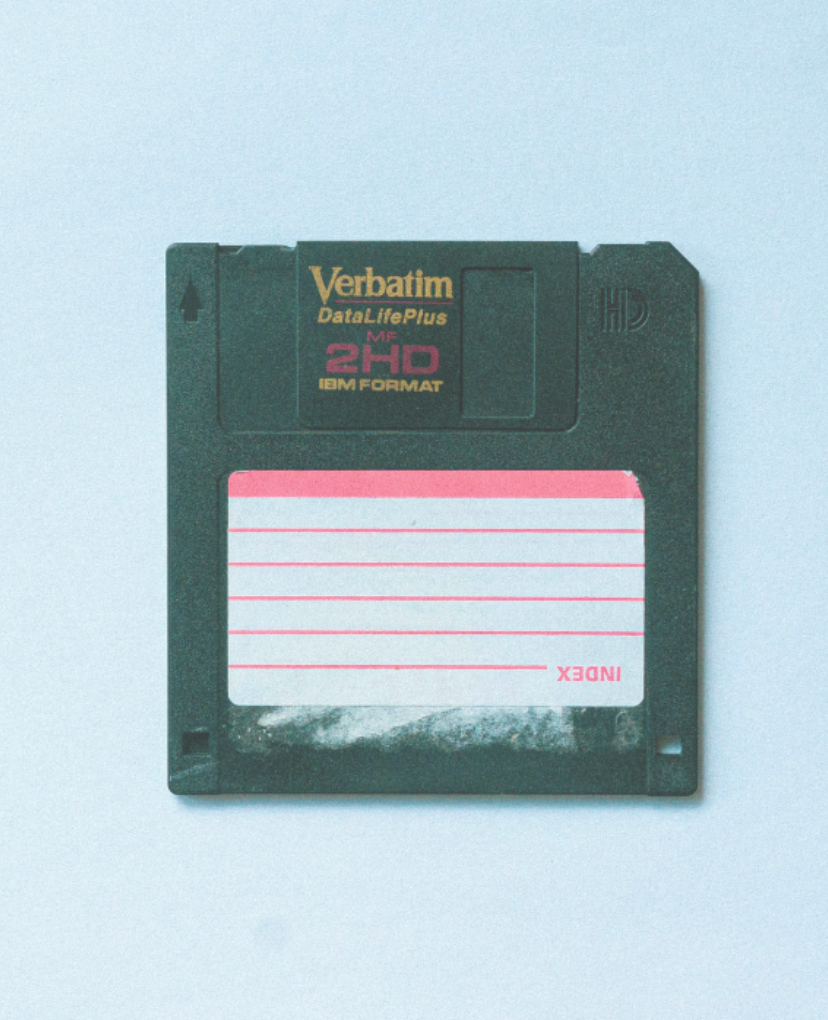 Verbatim
DataLifePlus
MF
2HD
IBM FORMAT
HD
INDEX